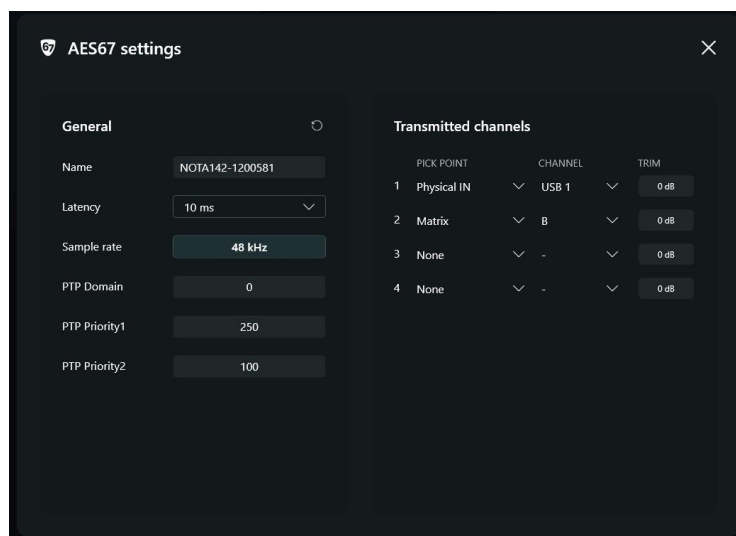 67 AES67 settings
General
Name NOTA142-1200581
Latency 10 ms
Sample rate 48 kHz
PTP Domain 0
PTP Priority1 250
PTP Priority2 100
Transmitted channels
PICK POINT CHANNEL TRIM
1 Physical IN USB 1 0 dB
2 Matrix B 0 dB
3 None - 0 dB
4 None - 0 dB